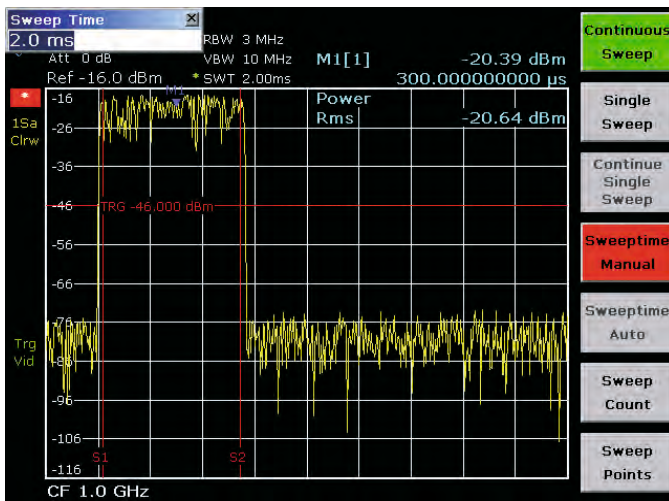 Sweep Time
2.0 ms
RBW 3 MHz
Att 0 dB
VBW 10 MHz
M1[1]
-20.39 dBm
Ref -16.0 dBm
* SWT 2.00ms
300.000000000 µs
*
1Sa
Clrw
Trg
Vid
M1
Power
Rms
-20.64 dBm
-16
-26
-36
-46
TRG -46.000 dBm
-56
-66
-76
-86
-96
-106
-116
S1
S2
CF 1.0 GHz
Continuous
Sweep
Single
Sweep
Continue
Single
Sweep
Sweeptime
Manual
Sweeptime
Auto
Sweep
Count
Sweep
Points